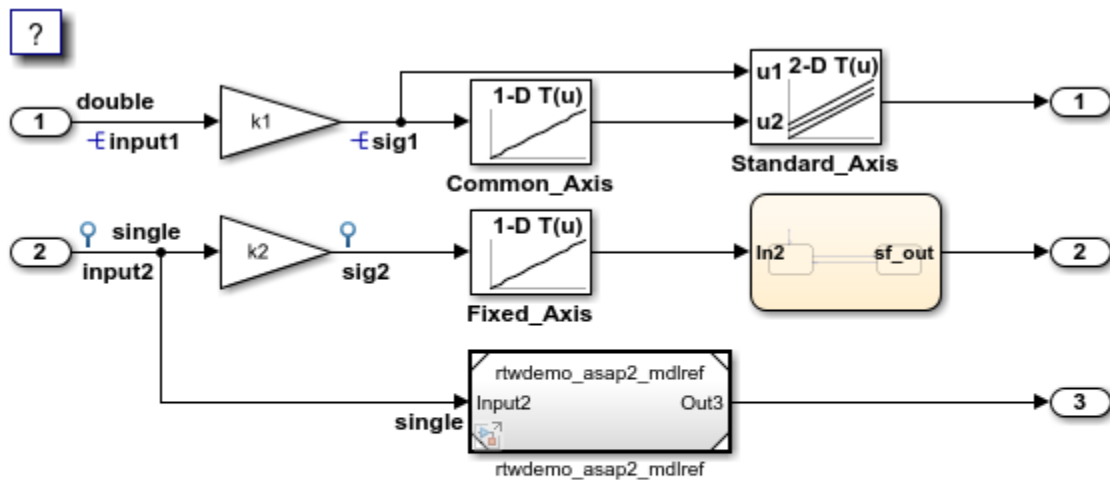 ?
double
1
input1
k1
sig1
1-D T(u)
Common_Axis
u1
2-D T(u)
u2
Standard_Axis
1
2
single
input2
k2
sig2
1-D T(u)
Fixed_Axis
In2
sf_out
2
rtwdemo_asap2_mdlref
single
Input2
Out3
rtwdemo_asap2_mdlref
3